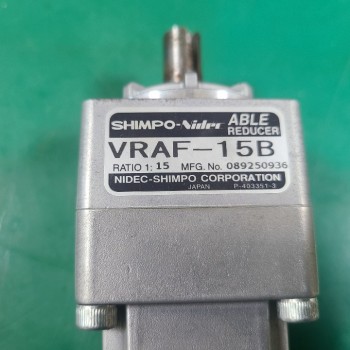 SHIMPO-Nidec ABLE REDUCER
VRAF-15B
RATIO 1: 15 MFG. No. 089250936
NIDEC-SHIMPO CORPORATION
JAPAN P-403351-3